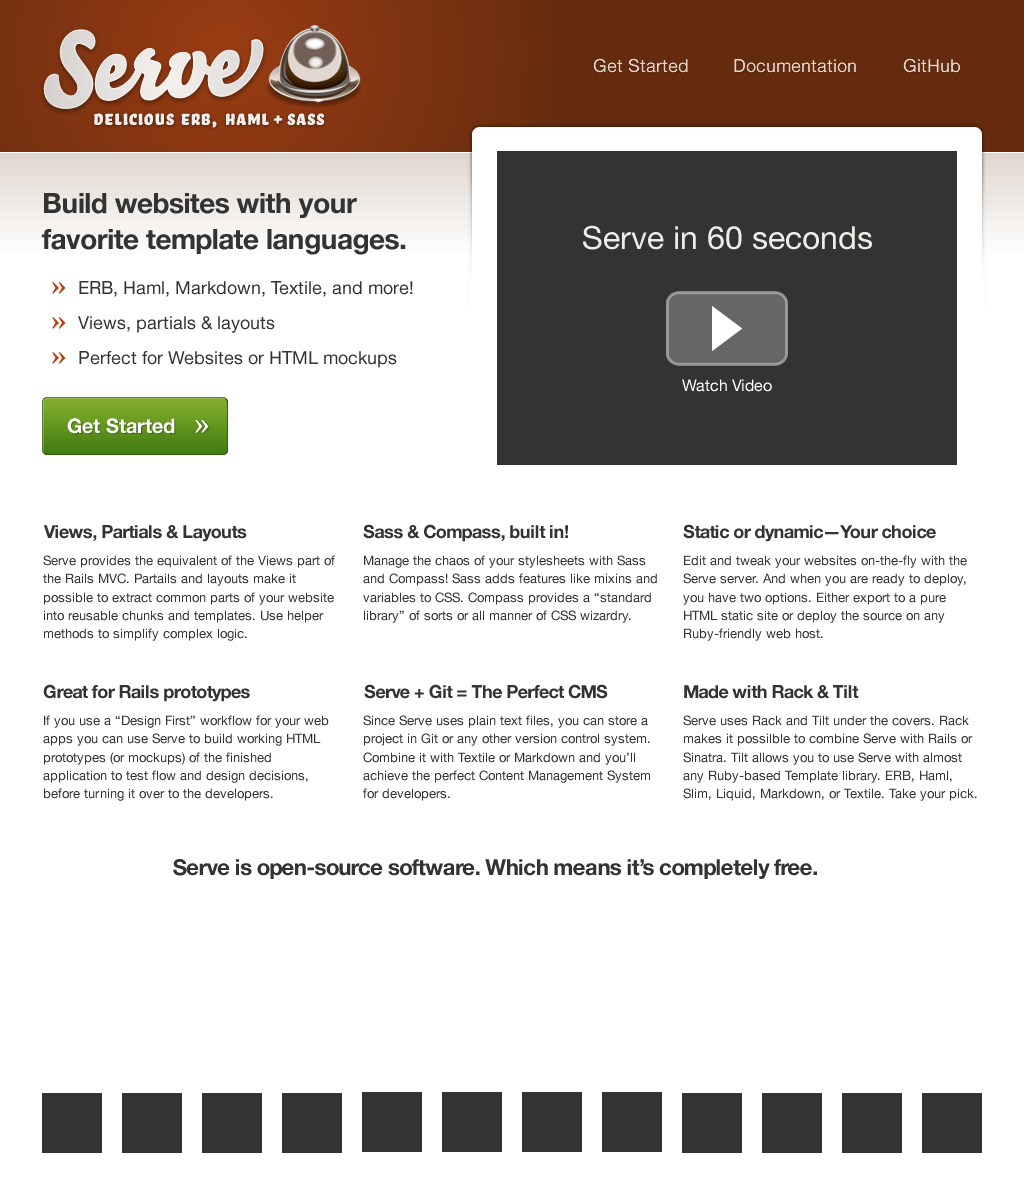 Serve
DELICIOUS ERB, HAML + SASS
Get Started
Documentation
GitHub
Build websites with your
favorite template languages.
» ERB, Haml, Markdown, Textile, and more!
» Views, partials & layouts
» Perfect for Websites or HTML mockups
Get Started »
Serve in 60 seconds
Watch Video
Views, Partials & Layouts
Serve provides the equivalent of the Views part of
the Rails MVC. Partails and layouts make it
possible to extract common parts of your website
into reusable chunks and templates. Use helper
methods to simplify complex logic.
Sass & Compass, built in!
Manage the chaos of your stylesheets with Sass
and Compass! Sass adds features like mixins and
variables to CSS. Compass provides a “standard
library” of sorts or all manner of CSS wizardry.
Static or dynamic—Your choice
Edit and tweak your websites on-the-fly with the
Serve server. And when you are ready to deploy,
you have two options. Either export to a pure
HTML static site or deploy the source on any
Ruby-friendly web host.
Great for Rails prototypes
If you use a “Design First” workflow for your web
apps you can use Serve to build working HTML
prototypes (or mockups) of the finished
application to test flow and design decisions,
before turning it over to the developers.
Serve + Git = The Perfect CMS
Since Serve uses plain text files, you can store a
project in Git or any other version control system.
Combine it with Textile or Markdown and you’ll
achieve the perfect Content Management System
for developers.
Made with Rack & Tilt
Serve uses Rack and Tilt under the covers. Rack
makes it possilble to combine Serve with Rails or
Sinatra. Tilt allows you to use Serve with almost
any Ruby-based Template library. ERB, Haml,
Slim, Liquid, Markdown, or Textile. Take your pick.
Serve is open-source software. Which means it’s completely free.